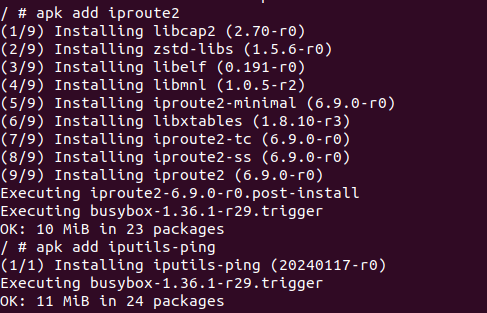 / # apk add iproute2
(1/9) Installing libcap2 (2.70-r0)
(2/9) Installing zstd-libs (1.5.6-r0)
(3/9) Installing libelf (0.191-r0)
(4/9) Installing libmnl (1.0.5-r2)
(5/9) Installing iproute2-minimal (6.9.0-r0)
(6/9) Installing libxtables (1.8.10-r3)
(7/9) Installing iproute2-tc (6.9.0-r0)
(8/9) Installing iproute2-ss (6.9.0-r0)
(9/9) Installing iproute2 (6.9.0-r0)
Executing iproute2-6.9.0-r0.post-install
Executing busybox-1.36.1-r29.trigger
OK: 10 MiB in 23 packages
/ # apk add iputils-ping
(1/1) Installing iputils-ping (20240117-r0)
Executing busybox-1.36.1-r29.trigger
OK: 11 MiB in 24 packages